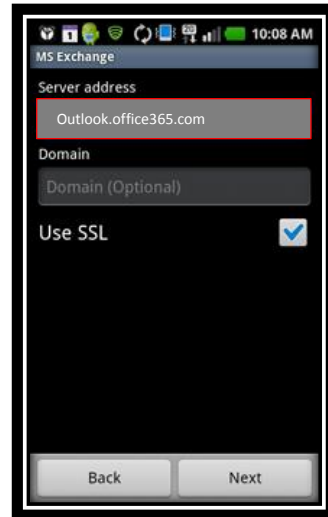 10:08 AM
MS Exchange
Server address
Outlook.office365.com
Domain
Domain (Optional)
Use SSL
Back
Next